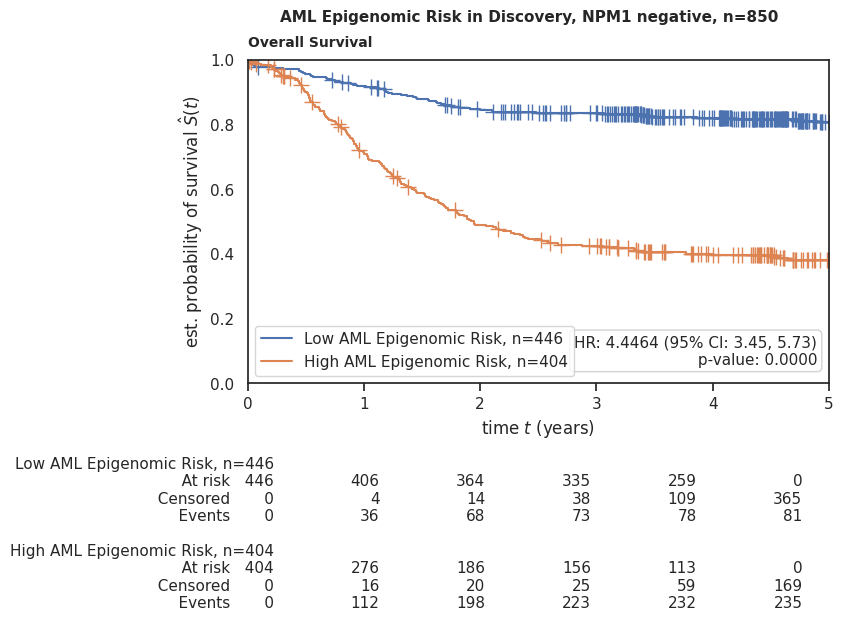 AML Epigenomic Risk in Discovery, NPM1 negative, n=850
Overall Survival
est. probability of survival Ŝ(t)
1.0
0.8
0.6
0.4
0.2
0.0
Low AML Epigenomic Risk, n=446
High AML Epigenomic Risk, n=404
HR: 4.4464 (95% CI: 3.45, 5.73)
p-value: 0.0000
0 1 2 3 4 5
time t (years)
Low AML Epigenomic Risk, n=446
At risk 446 406 364 335 259 0
Censored 0 4 14 38 109 365
Events 0 36 68 73 78 81
High AML Epigenomic Risk, n=404
At risk 404 276 186 156 113 0
Censored 0 16 20 25 59 169
Events 0 112 198 223 232 235